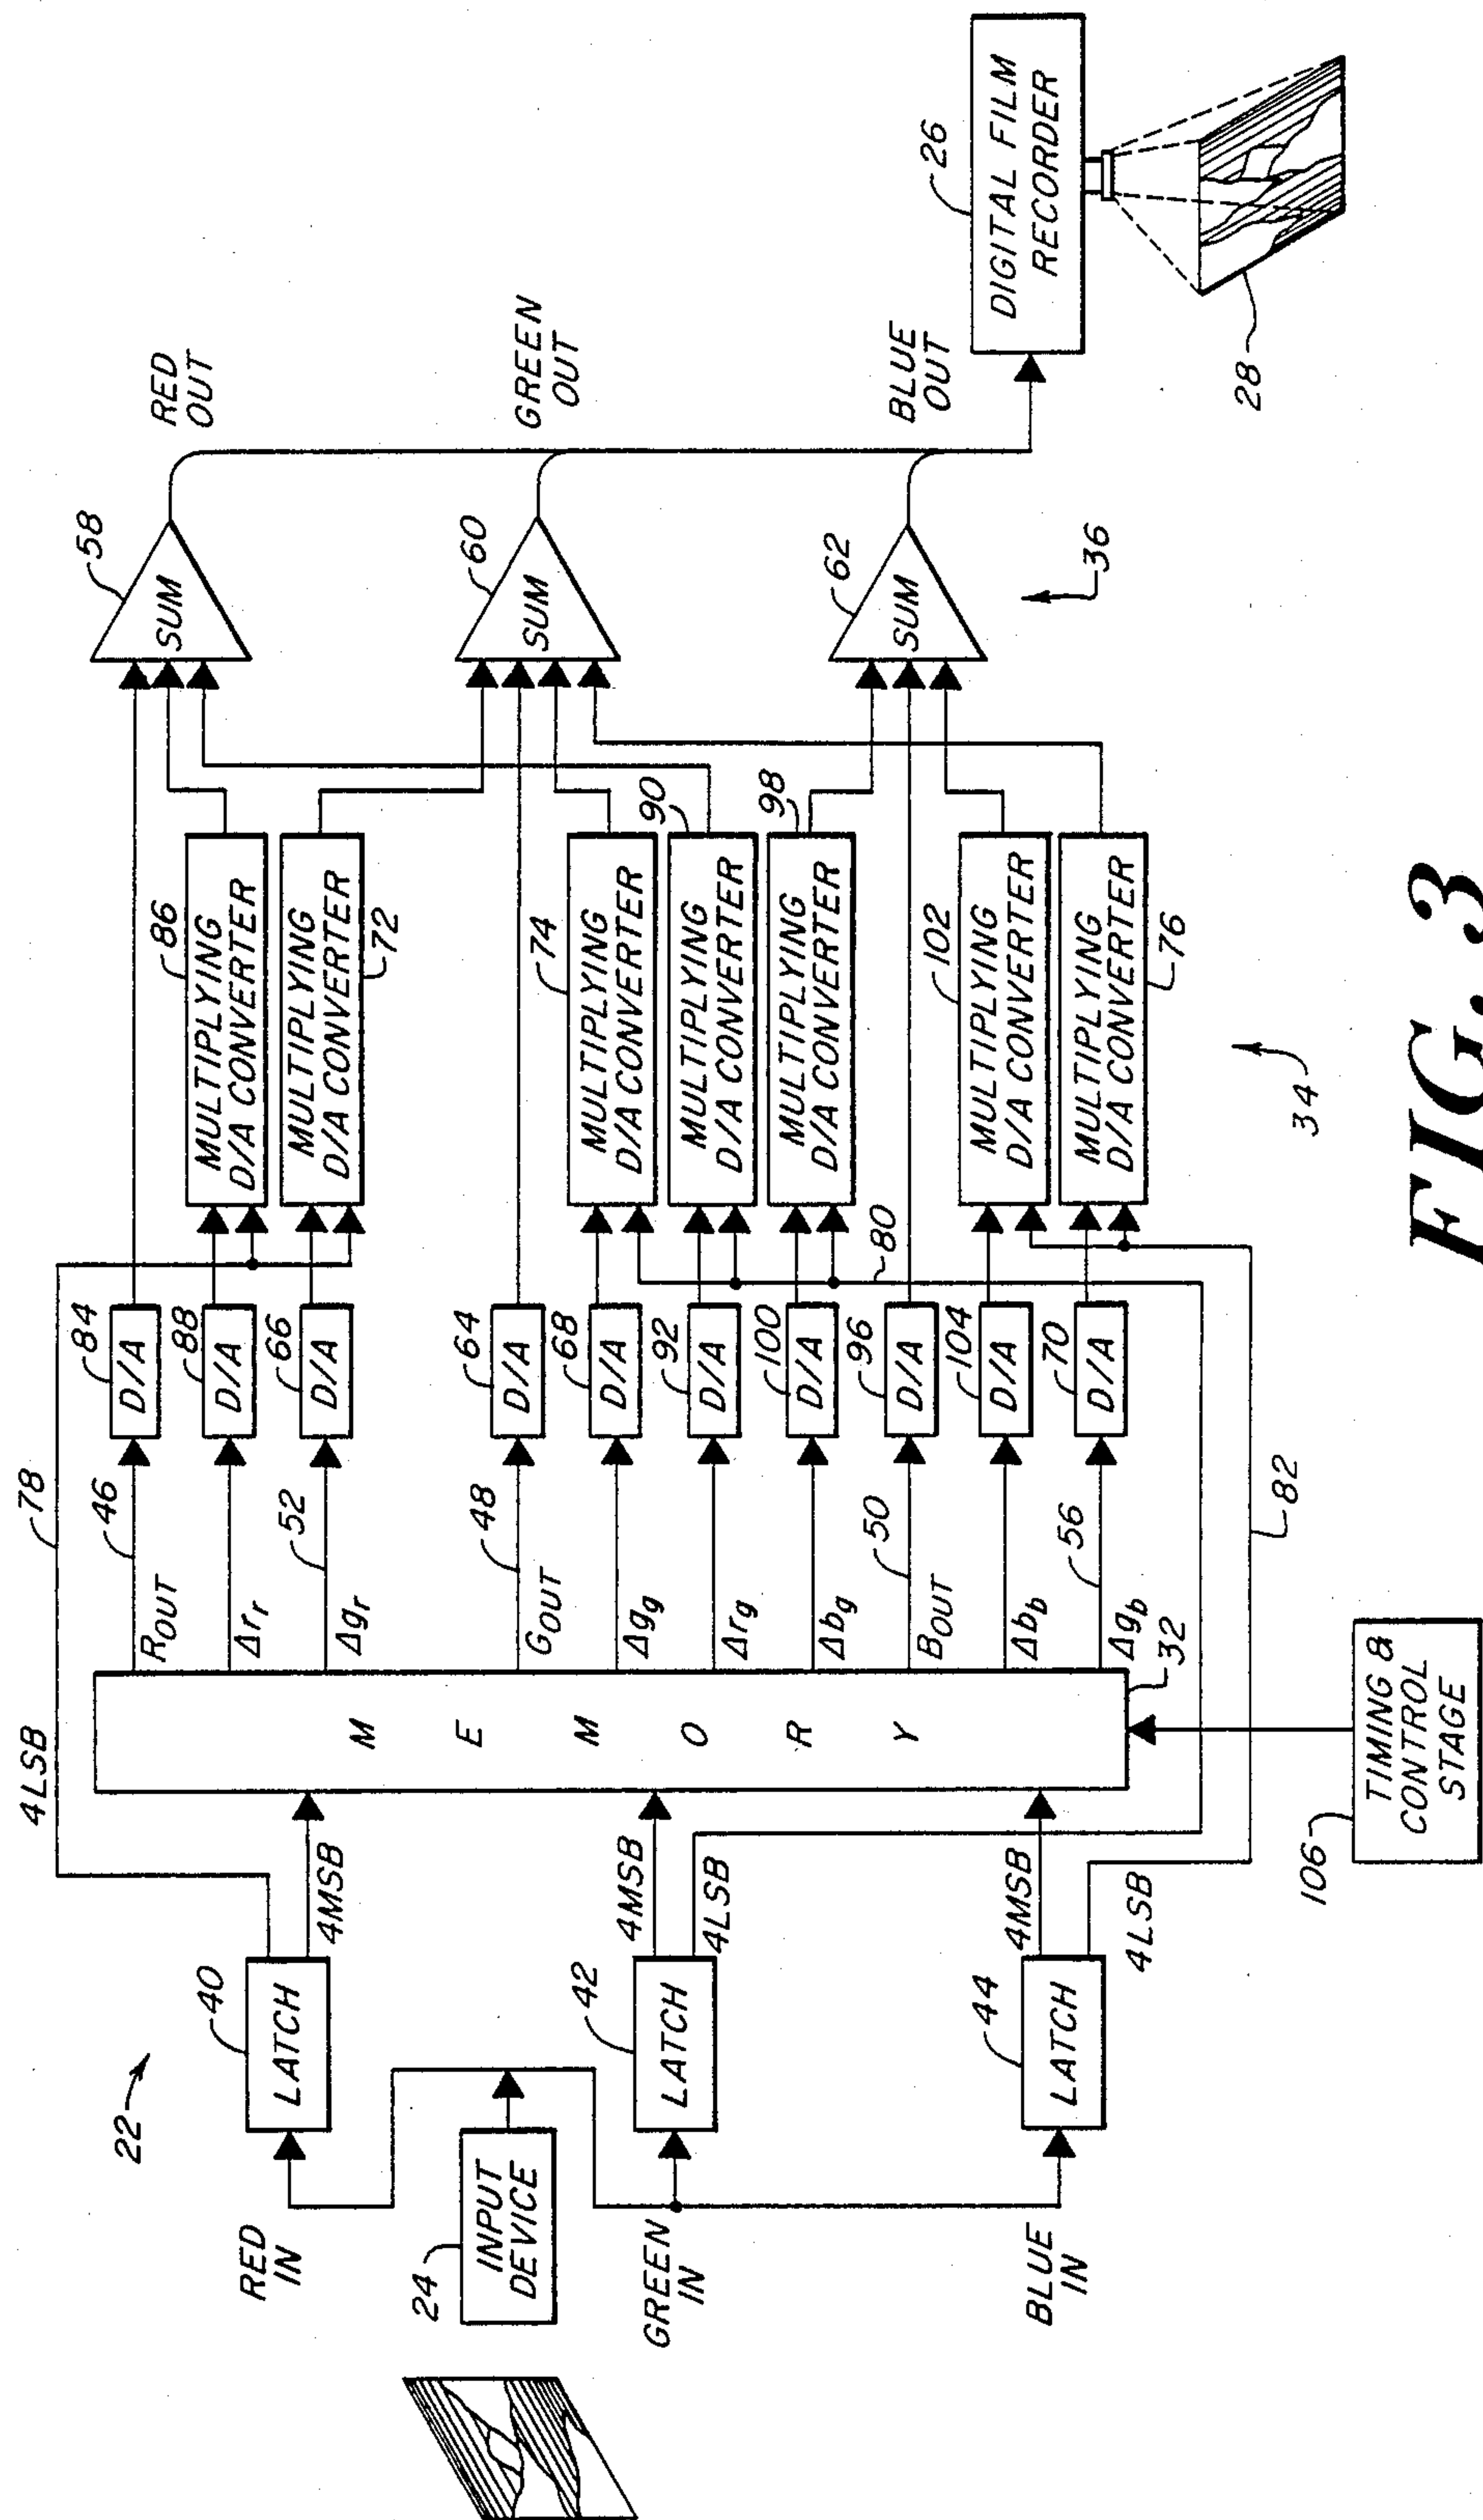 22
RED
IN
24
INPUT
DEVICE
GREEN
IN
BLUE
IN
40
LATCH
42
LATCH
44
LATCH
4LSB
78
4MSB
4MSB
4LSB
4MSB
4LSB
MEMORY
32
106
TIMING &
CONTROL
STAGE
ROUT
46
Δrr
Δgr
52
GOUT
48
Δgg
Δrg
Δbg
BOUT
50
Δbb
Δgb
56
82
84
D/A
88
D/A
66
D/A
64
D/A
68
D/A
92
D/A
100
D/A
96
D/A
104
D/A
70
D/A
80
86
MULTIPLYING
D/A CONVERTER
MULTIPLYING
D/A CONVERTER
72
74
MULTIPLYING
D/A CONVERTER
90
MULTIPLYING
D/A CONVERTER
98
MULTIPLYING
D/A CONVERTER
102
MULTIPLYING
D/A CONVERTER
MULTIPLYING
D/A CONVERTER
76
34
58
SUM
60
SUM
62
SUM
36
RED
OUT
GREEN
OUT
BLUE
OUT
26
DIGITAL FILM
RECORDER
28
FIG. 3